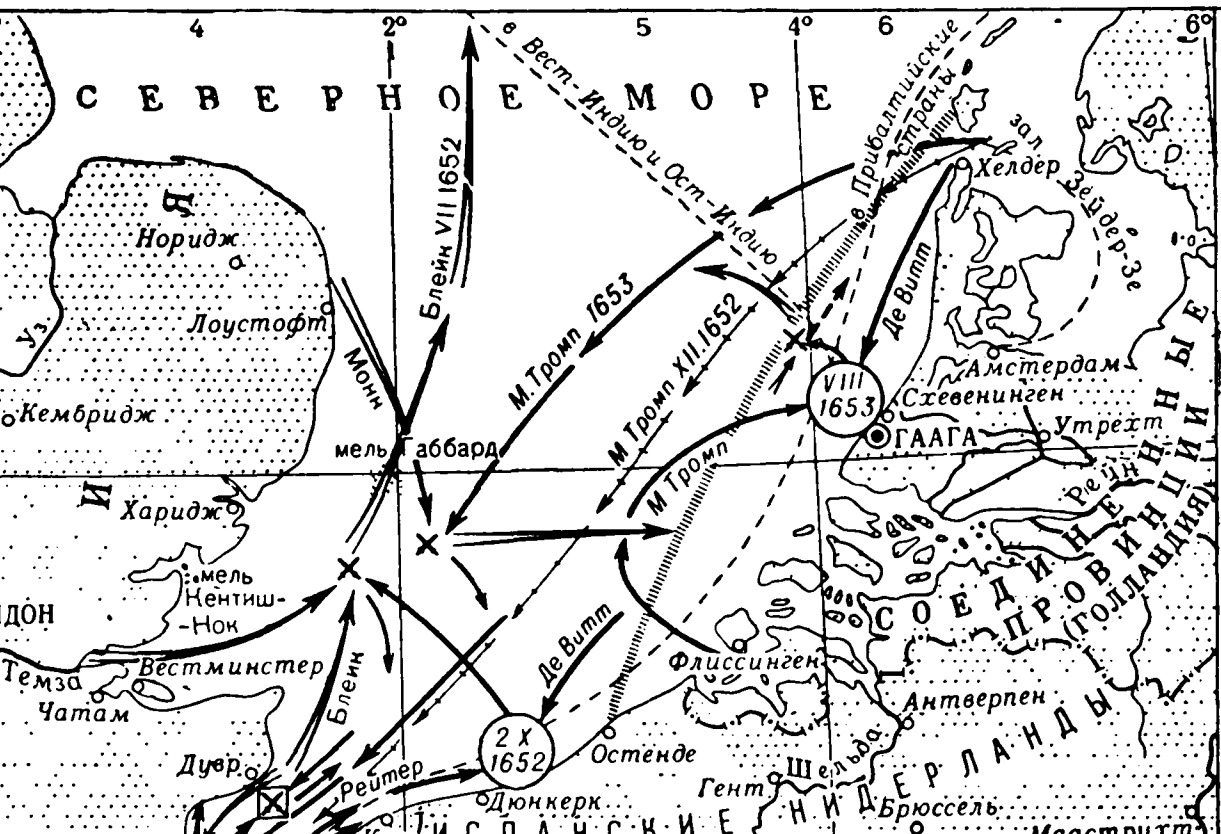 4
2°
5
4°
6
6°
СЕВЕРНОЕ МОРЕ
в Вест-Индию и Ост-Индию
в Прибалтийские
страны
зал
Зейдер-Зе
Хелдер
Я
Норидж
Блейн VII 1652
Лоустофт
Уз.
Монк
М. Тромп 1653
М Тромп XII 1652
Де Витт
VIII
1653
Амстердам
Схевенинген
ГААГА
Утрехт
Рейн
Кембридж
мель Габбард
М Тромп
И
Харидж
мель
Кентиш-
-Нок
ДОН
Темза
Вестминстер
Чатам
Блейк
Де Витт
Флиссинген
СОЕДИНЕННЫЕ
ПРОВИНЦИИ
(ГОЛЛАНДИЯ)
Антверпен
2 X
1652
Остенде
Дувр
Рейтер
Дюнкерк
Гент
Шельда
Брюссель
ИСПАНСКИЕ НИДЕРЛАНДЫ
Маастрихт